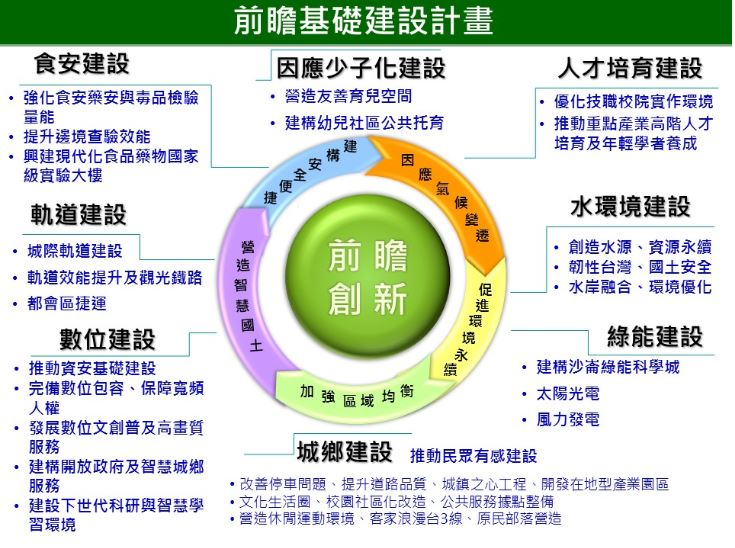 前瞻基礎建設計畫
食安建設
• 強化食安藥安與毒品檢驗
量能
• 提升邊境查驗效能
• 興建現代化食品藥物國家
級實驗大樓
因應少子化建設
• 營造友善育兒空間
• 建構幼兒社區公共托育
人才培育建設
• 優化技職校院實作環境
• 推動重點產業高階人才
培育及年輕學者養成
軌道建設
• 城際軌道建設
• 軌道效能提升及觀光鐵路
• 都會區捷運
建構安全便捷
因應氣候變遷
促進環境永續
加強區域均衡
營造智慧國土
前瞻
創新
水環境建設
• 創造水源、資源永續
• 韌性台灣、國土安全
• 水岸融合、環境優化
數位建設
• 推動資安基礎建設
• 完備數位包容、保障寬頻
人權
• 發展數位文創普及高畫質
服務
• 建構開放政府及智慧城鄉
服務
• 建設下世代科研與智慧學
習環境
綠能建設
• 建構沙崙綠能科學城
• 太陽光電
• 風力發電
城鄉建設 推動民眾有感建設
• 改善停車問題、提升道路品質、城鎮之心工程、開發在地型產業園區
• 文化生活圈、校園社區化改造、公共服務據點整備
• 營造休閒運動環境、客家浪漫台3線、原民部落營造